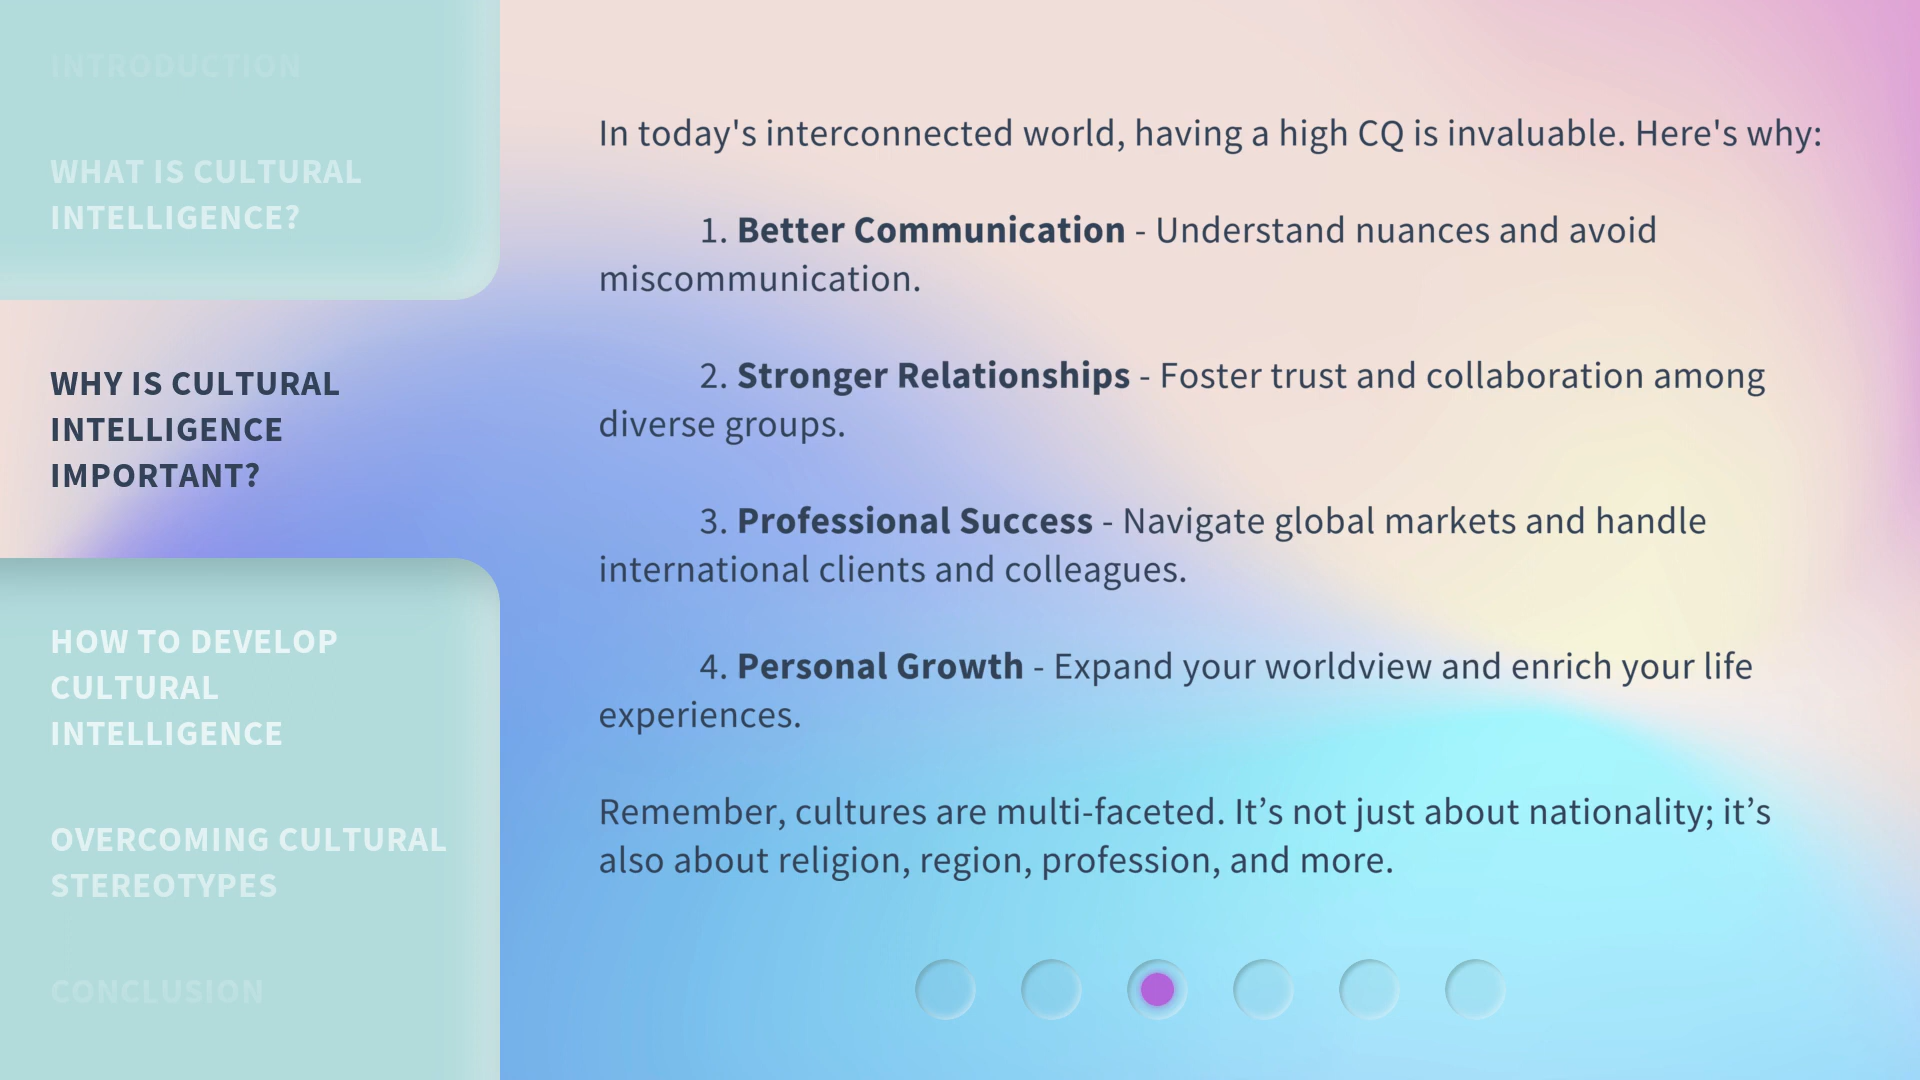 INTRODUCTION
WHAT IS CULTURAL
INTELLIGENCE?
WHY IS CULTURAL
INTELLIGENCE
IMPORTANT?
HOW TO DEVELOP
CULTURAL
INTELLIGENCE
OVERCOMING CULTURAL
STEREOTYPES
CONCLUSION
In today's interconnected world, having a high CQ is invaluable. Here's why:
1. Better Communication - Understand nuances and avoid
miscommunication.
2. Stronger Relationships - Foster trust and collaboration among
diverse groups.
3. Professional Success - Navigate global markets and handle
international clients and colleagues.
4. Personal Growth - Expand your worldview and enrich your life
experiences.
Remember, cultures are multi-faceted. It’s not just about nationality; it’s
also about religion, region, profession, and more.